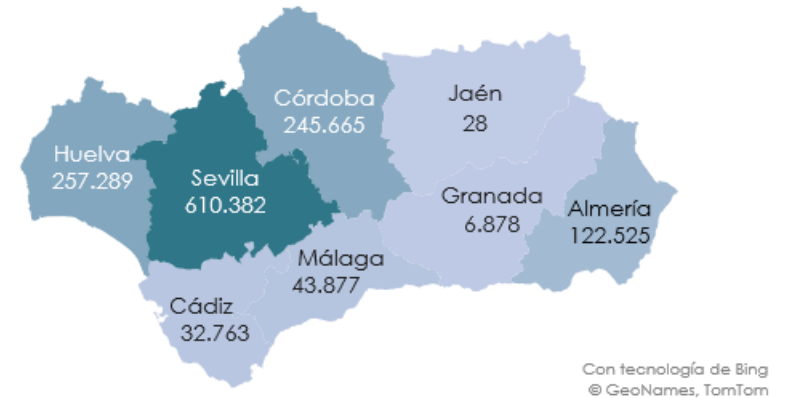 Córdoba
245.665
Jaén
28
Huelva
257.289
Sevilla
610.382
Granada
6.878
Almería
122.525
Málaga
43.877
Cádiz
32.763
Con tecnología de Bing
© GeoNames, TomTom